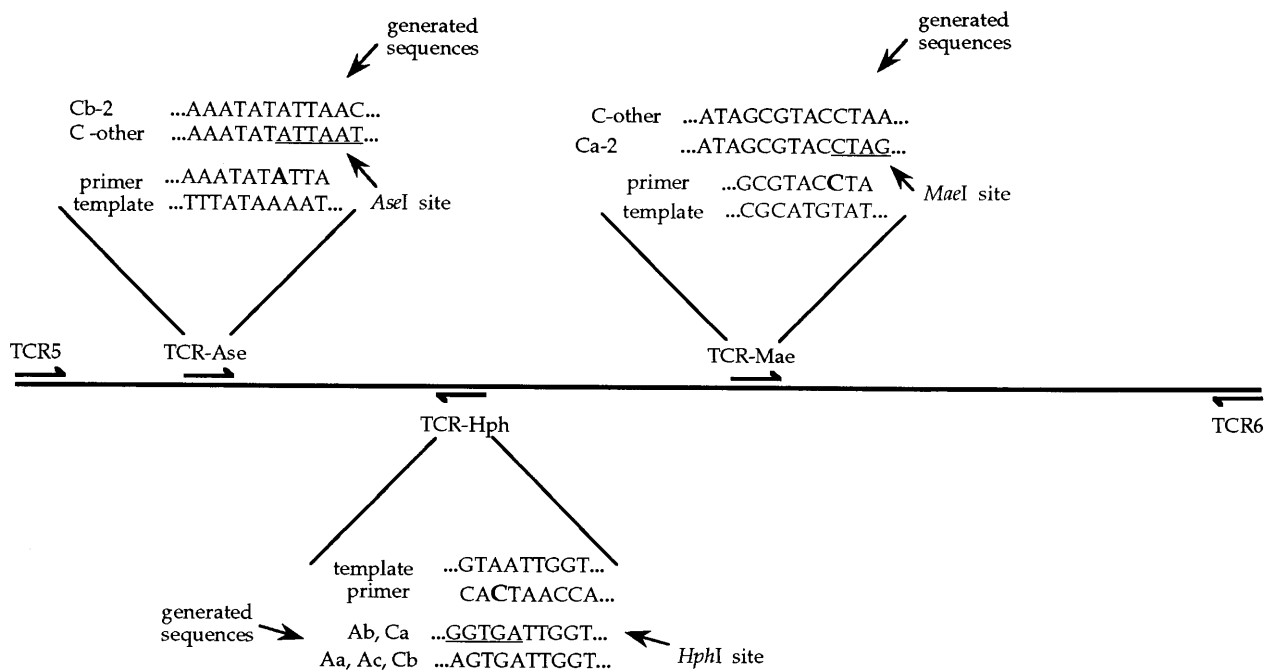 generated
sequences
Cb-2 ...AAATATATTAAC...
C -other ...AAATATATTAAT...
primer ...AAATATATTA
template ...TTTATAAAAT...
AseI site
generated
sequences
C-other ...ATAGCGTACCTAA...
Ca-2 ...ATAGCGTACCTAG...
primer ...GCGTACCTA
template ...CGCATGTAT...
MaeI site
TCR5
TCR-Ase
TCR-Mae
TCR-Hph
TCR6
template ...GTAATTGGT...
primer CACTAACCA...
generated
sequences
Ab, Ca ...GGTGATTGGT...
Aa, Ac, Cb ...AGTGATTGGT...
HphI site